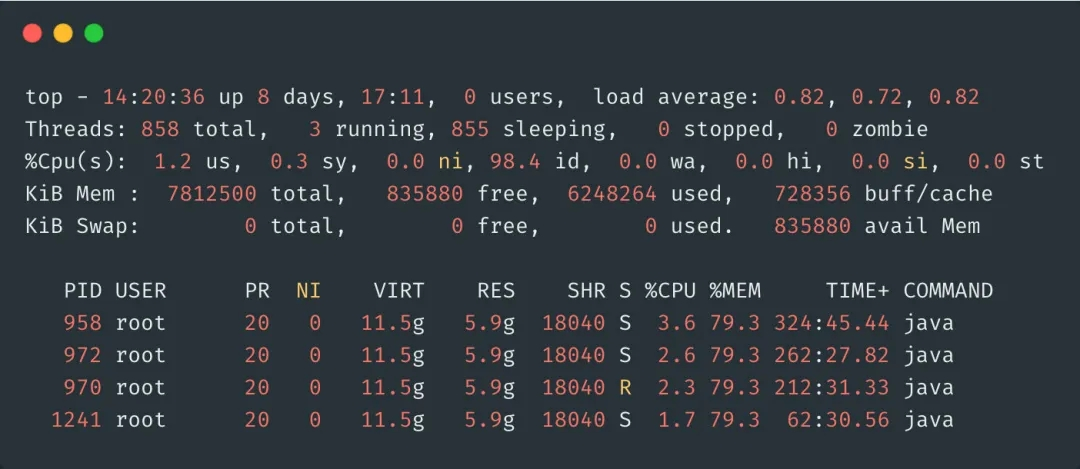 top - 14:20:36 up 8 days, 17:11,  0 users,  load average: 0.82, 0.72, 0.82
Threads: 858 total,   3 running, 855 sleeping,   0 stopped,   0 zombie
%Cpu(s):  1.2 us,  0.3 sy,  0.0 ni, 98.4 id,  0.0 wa,  0.0 hi,  0.0 si,  0.0 st
KiB Mem :  7812500 total,   835880 free,  6248264 used,   728356 buff/cache
KiB Swap:        0 total,        0 free,        0 used.   835880 avail Mem
PID USER      PR  NI    VIRT    RES    SHR S %CPU %MEM     TIME+ COMMAND
958 root      20   0   11.5g   5.9g  18040 S  3.6 79.3 324:45.44 java
972 root      20   0   11.5g   5.9g  18040 S  2.6 79.3 262:27.82 java
970 root      20   0   11.5g   5.9g  18040 R  2.3 79.3 212:31.33 java
1241 root      20   0   11.5g   5.9g  18040 S  1.7 79.3  62:30.56 java